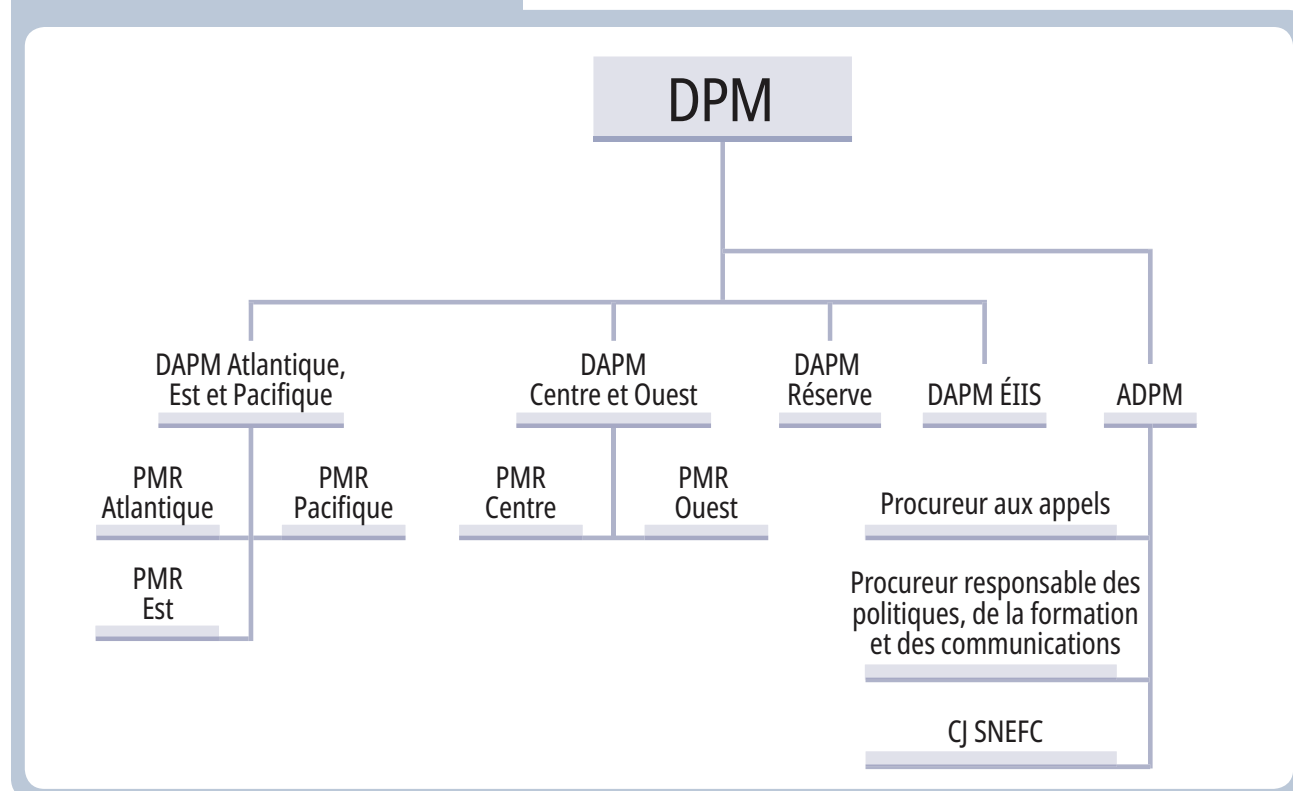 DPM
DAPM Atlantique,
Est et Pacifique
DAPM
Centre et Ouest
DAPM
Réserve
DAPM ÉIIS
ADPM
PMR
Atlantique
PMR
Pacifique
PMR
Est
PMR
Centre
PMR
Ouest
Procureur aux appels
Procureur responsable des
politiques, de la formation
et des communications
CJ SNEFC